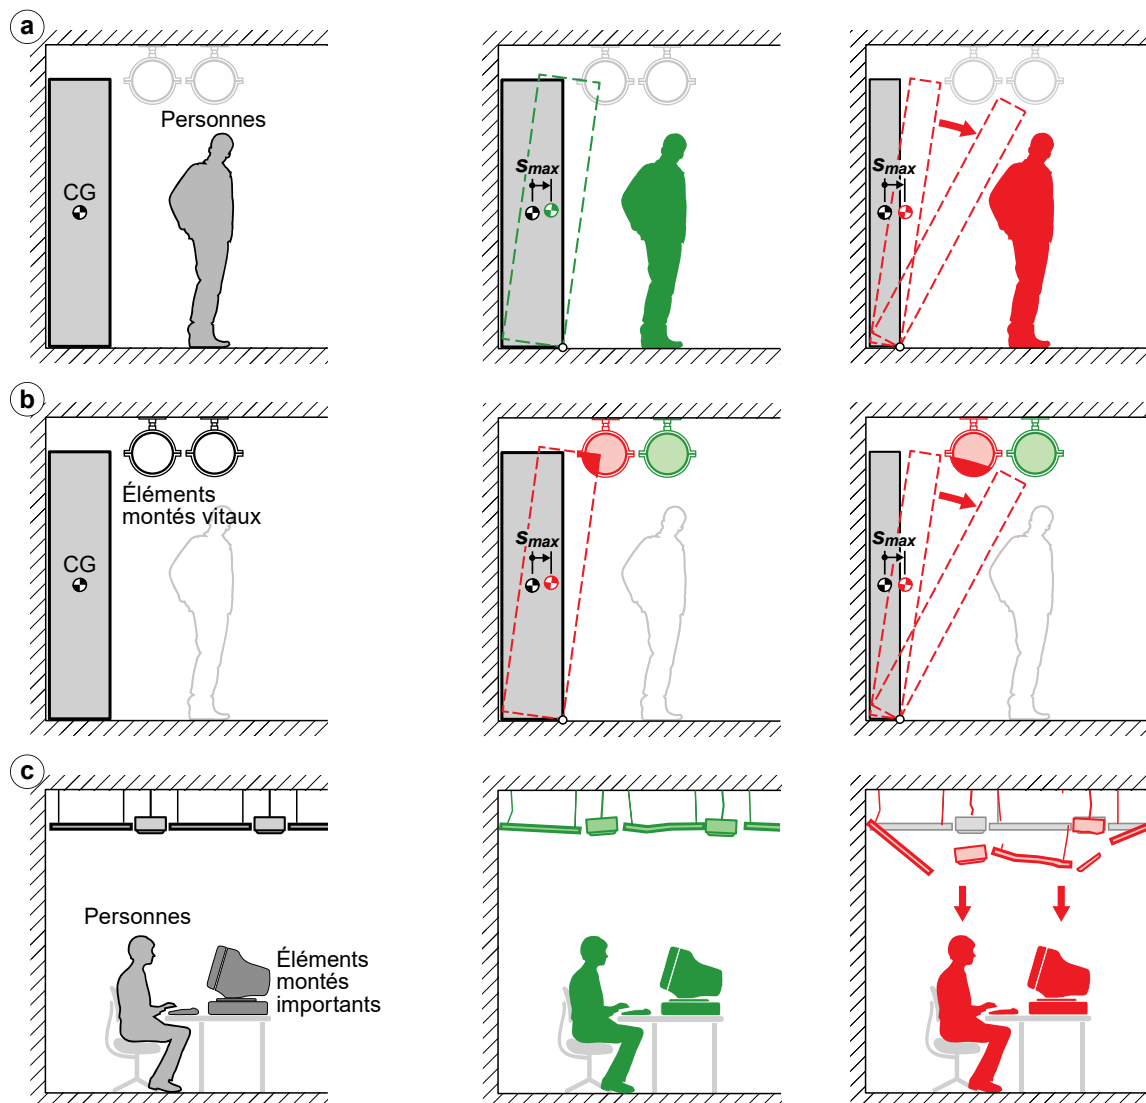 a
Personnes
CG
smax
smax
b
Éléments
montés vitaux
CG
smax
smax
c
Personnes
Éléments
montés
importants